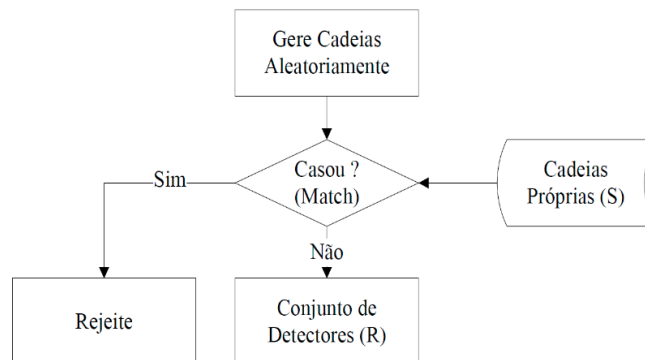 Gere Cadeias
Aleatoriamente
Casou ?
(Match)
Cadeias
Próprias (S)
Sim
Não
Rejeite
Conjunto de
Detectores (R)